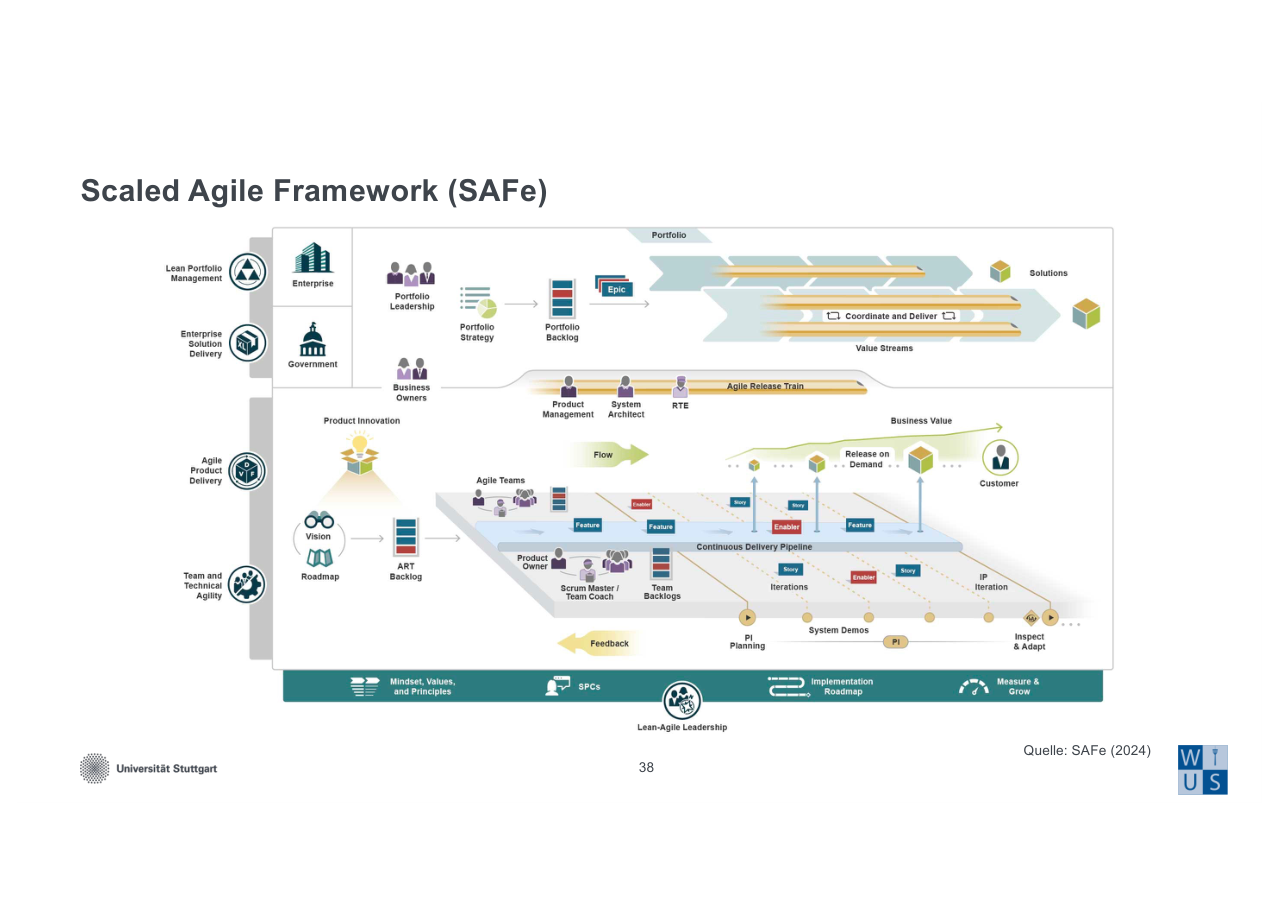 Scaled Agile Framework (SAFe)
Portfolio
Lean Portfolio
Management
Enterprise
Portfolio
Leadership
Portfolio
Strategy
Portfolio
Backlog
Epic
Solutions
Coordinate and Deliver
Value Streams
Enterprise
Solution
Delivery
XL
Government
Business
Owners
Agile Release Train
Product
Management
System
Architect
RTE
Product Innovation
Flow
Business Value
Release on
Demand
Customer
Agile
Product
Delivery
D
V F
Agile Teams
Enabler
Story
Story
Vision
Roadmap
ART
Backlog
Feature
Feature
Enabler
Feature
Continuous Delivery Pipeline
Product
Owner
Scrum Master /
Team Coach
Team
Backlogs
Story
Enabler
Story
Iterations
IP
Iteration
Team and
Technical
Agility
System Demos
PI
Planning
PI
Inspect
& Adapt
Feedback
Mindset, Values,
and Principles
SPCs
Implementation
Roadmap
Measure &
Grow
Lean-Agile Leadership
Quelle: SAFe (2024)
Universität Stuttgart
38
W I
U S